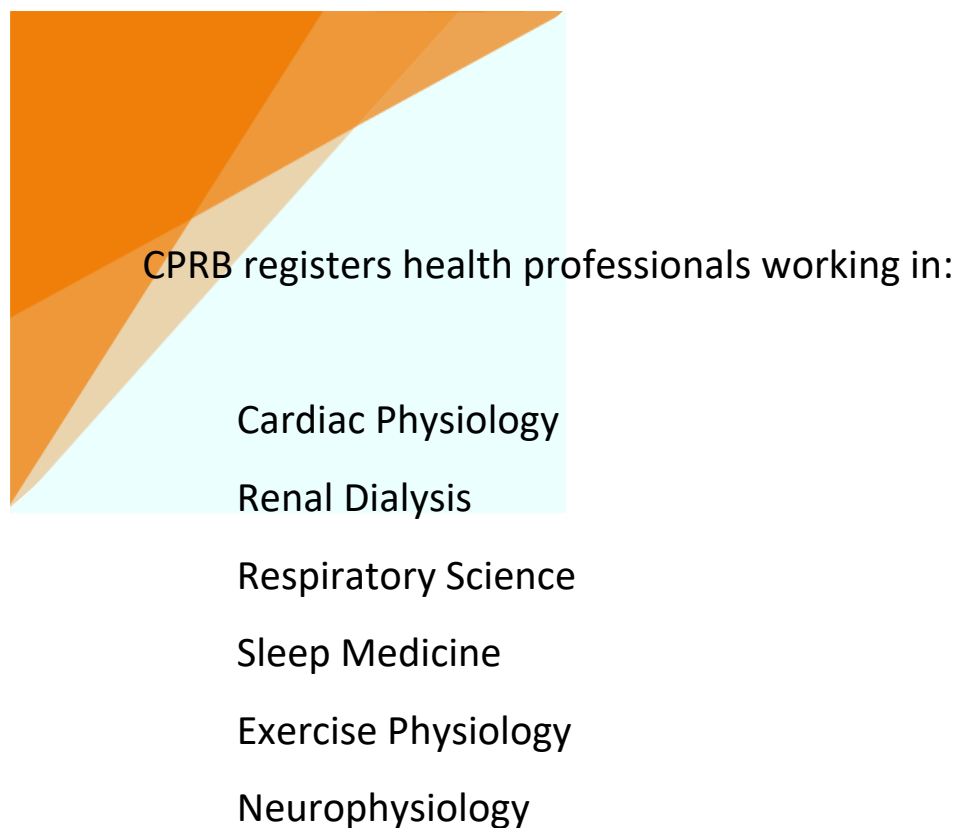 CPRB registers health professionals working in:
Cardiac Physiology
Renal Dialysis
Respiratory Science
Sleep Medicine
Exercise Physiology
Neurophysiology